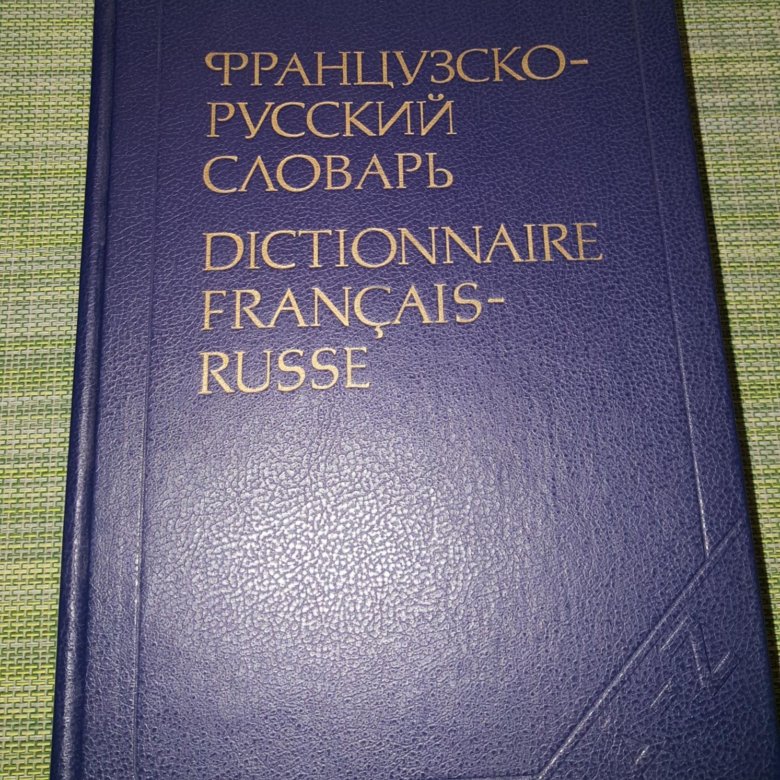 ФРАНЦУЗСКО-
РУССКИЙ
СЛОВАРЬ
DICTIONNAIRE
FRANÇAIS-
RUSSE